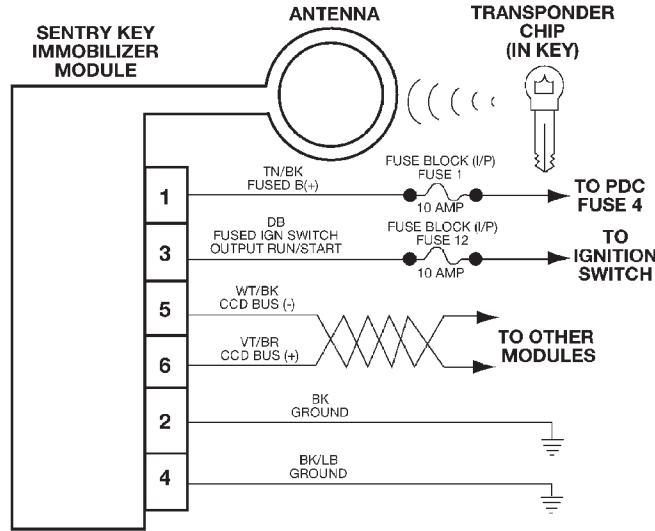 SENTRY KEY
IMMOBILIZER
MODULE
ANTENNA
TRANSPONDER
CHIP
(IN KEY)
1
TN/BK
FUSED B(+)
FUSE BLOCK (I/P)
FUSE 1
10 AMP
TO PDC
FUSE 4
3
DB
FUSED IGN SWITCH
OUTPUT RUN/START
FUSE BLOCK (I/P)
FUSE 12
10 AMP
TO
IGNITION
SWITCH
5
WT/BK
CCD BUS (-)
6
VT/BR
CCD BUS (+)
TO OTHER
MODULES
2
BK
GROUND
4
BK/LB
GROUND